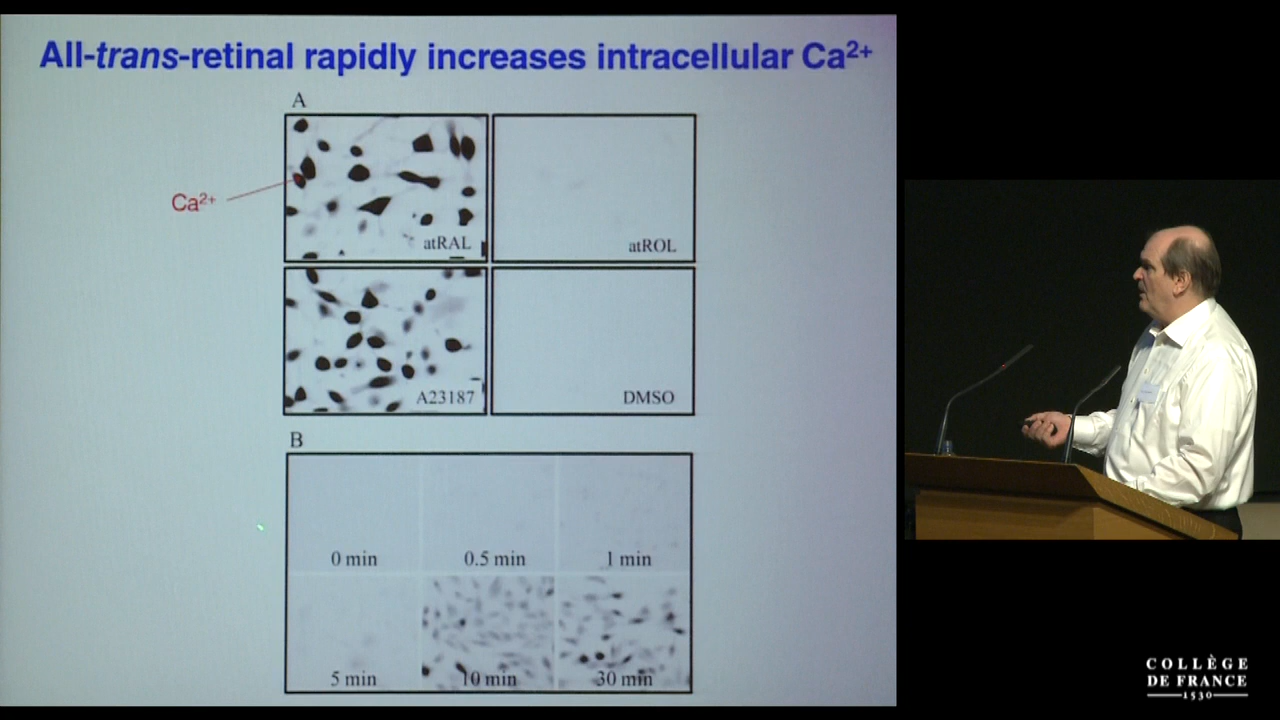 All-trans-retinal rapidly increases intracellular Ca²⁺
A
Ca²⁺
atRAL
atROL
A23187
DMSO
B
0 min
0.5 min
1 min
5 min
10 min
30 min
COLLÈGE
DE FRANCE
1530